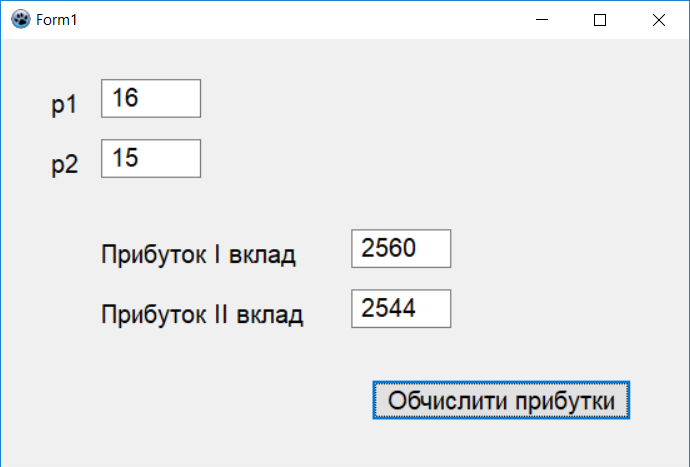 Form1
p1 16
p2 15
Прибуток I вклад 2560
Прибуток II вклад 2544
Обчислити прибутки